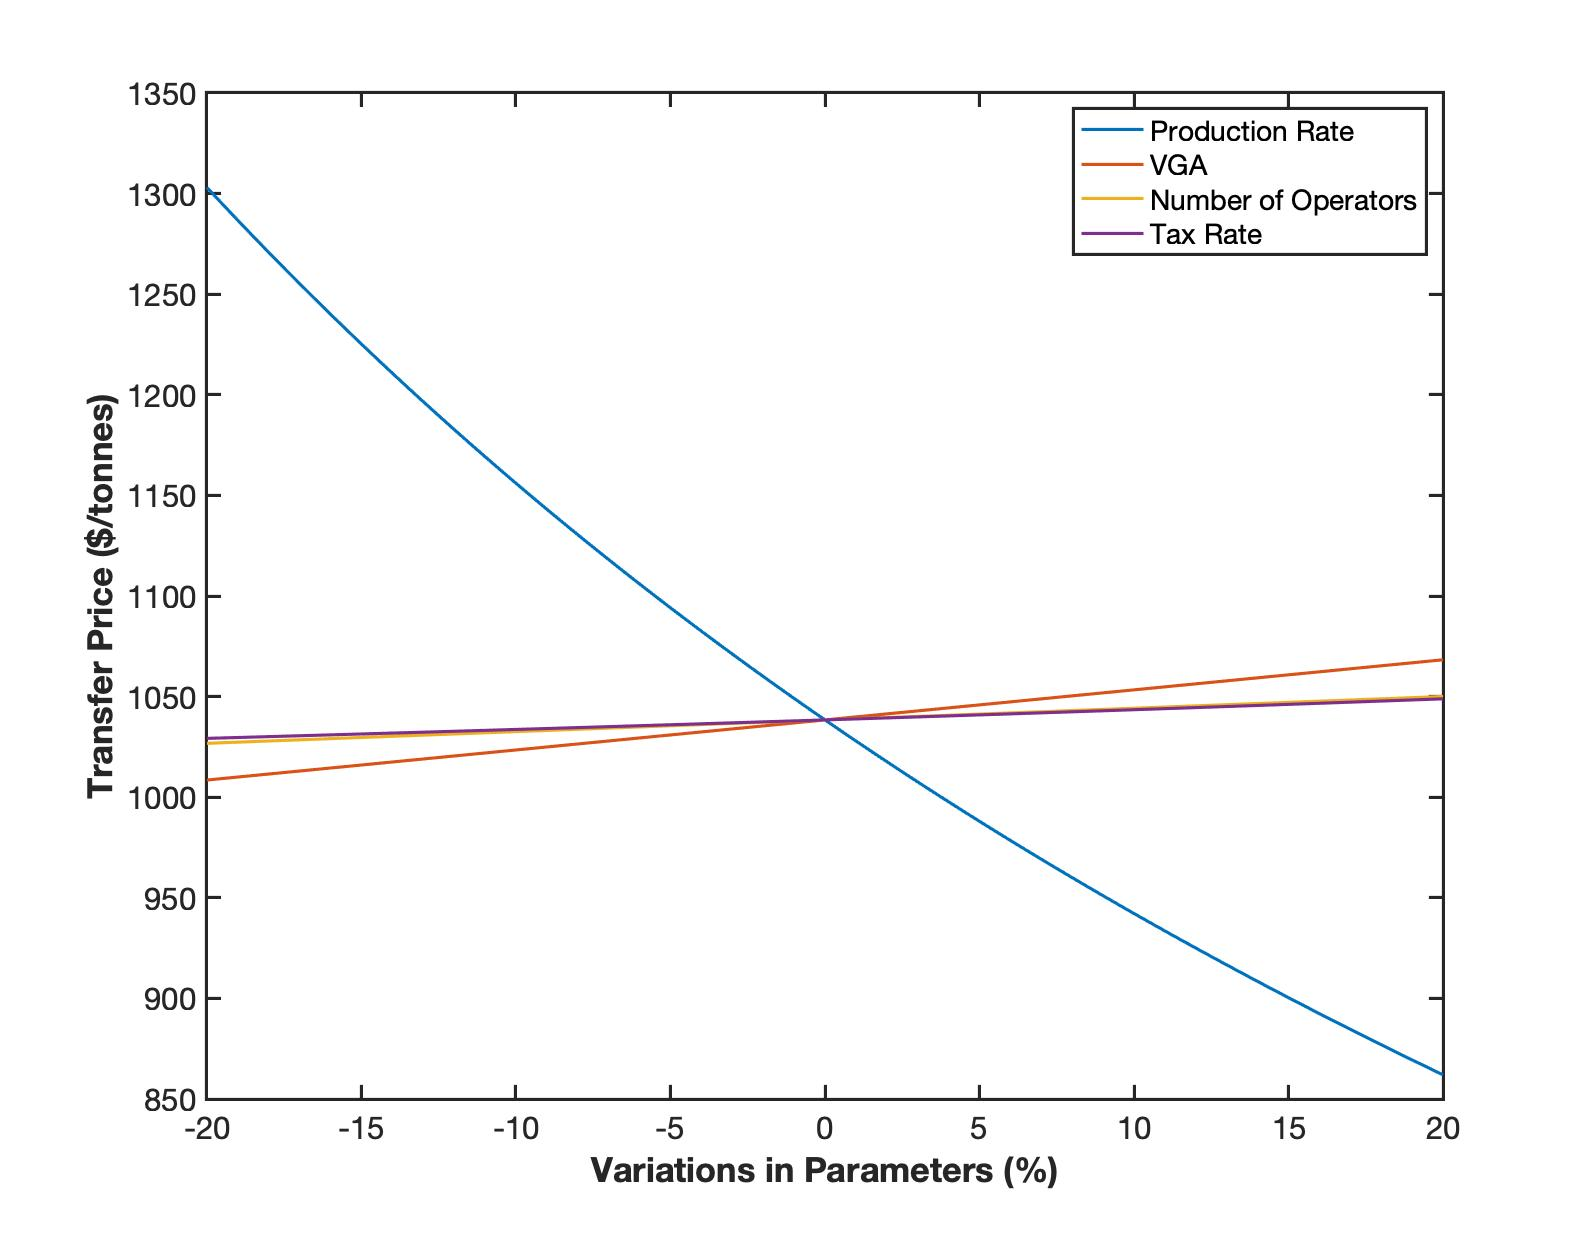 1350
1300
1250
1200
1150
1100
1050
1000
950
900
850
Transfer Price ($/tonnes)
Production Rate
VGA
Number of Operators
Tax Rate
-20 -15 -10 -5 0 5 10 15 20
Variations in Parameters (%)